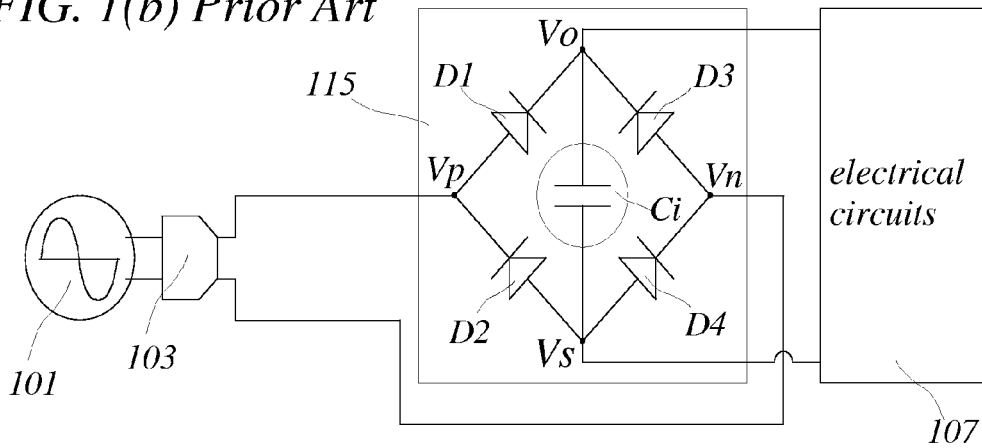 FIG. 1(b) Prior Art
Vo
D1
D3
115
Vp
Vn
electrical
circuits
Ci
D2
D4
Vs
103
101
107